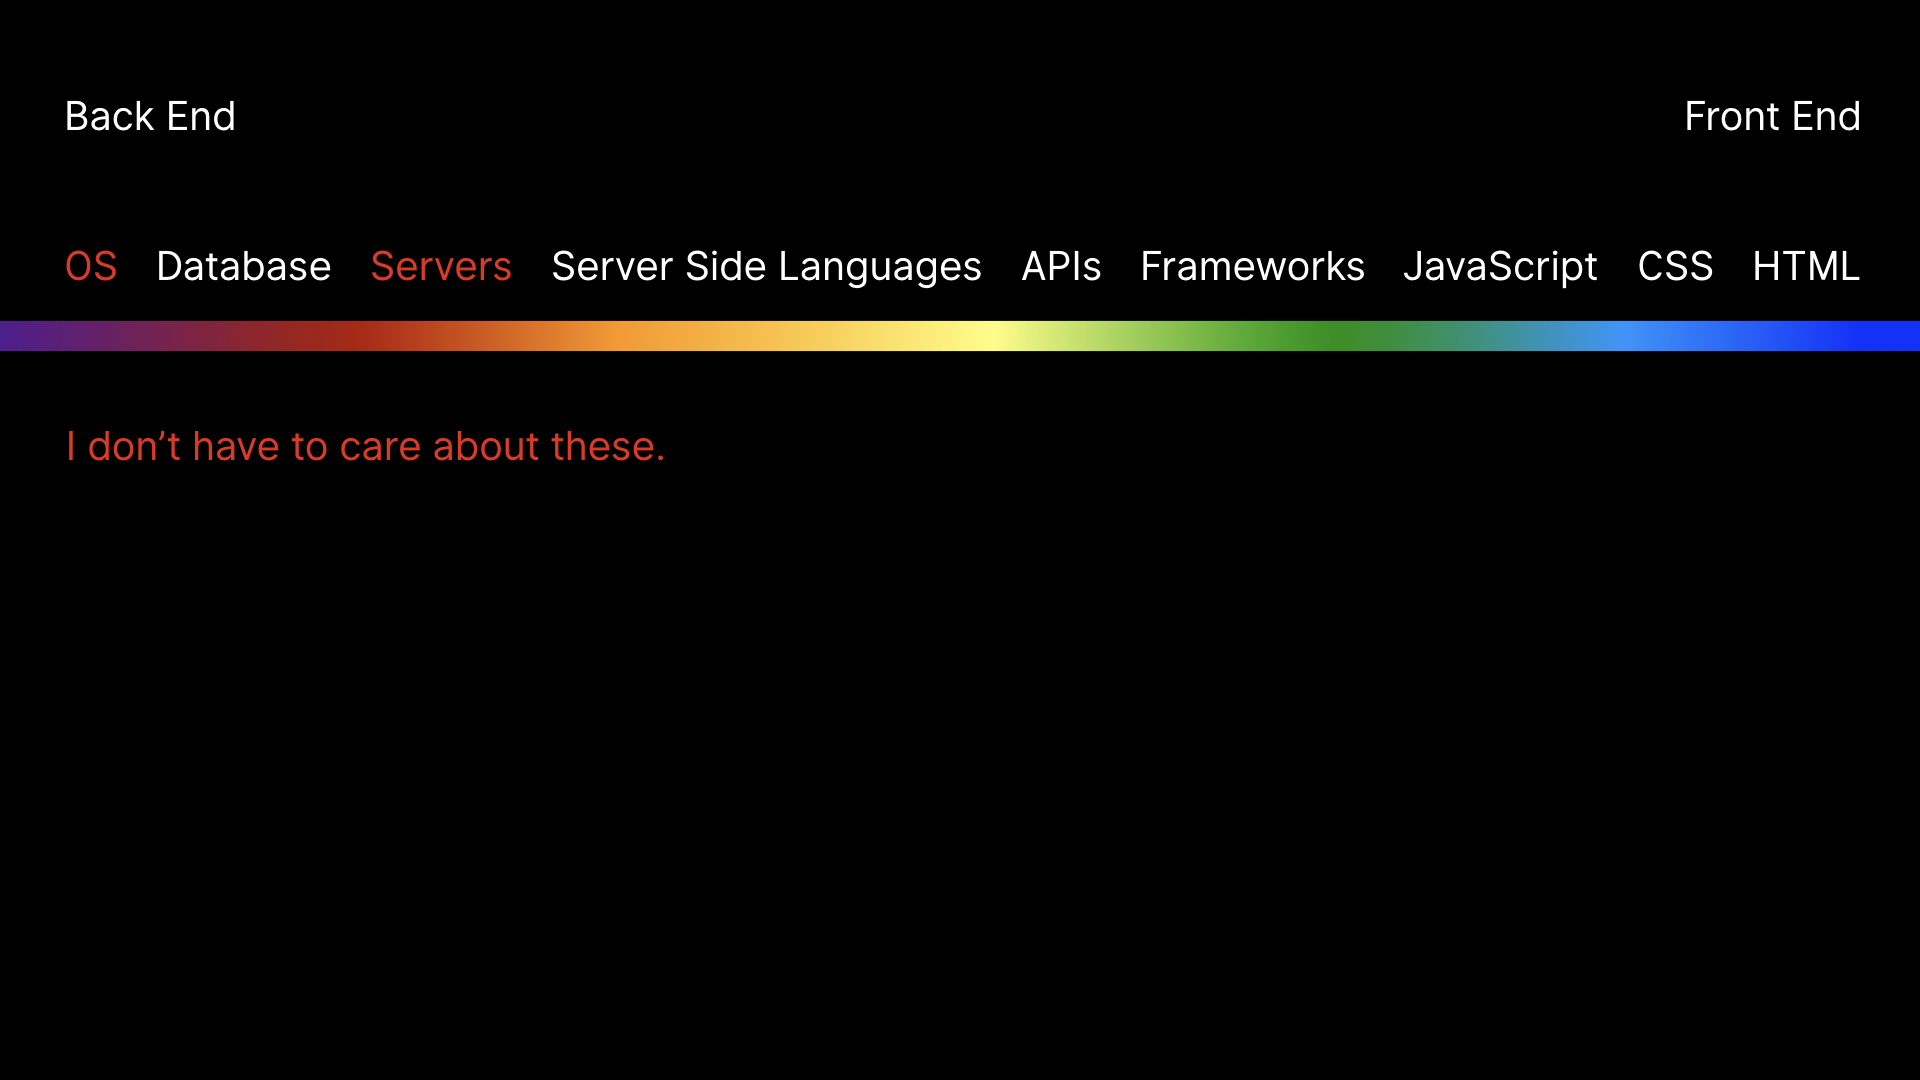 Back End Front End
OS Database Servers Server Side Languages APIs Frameworks JavaScript CSS HTML
I don’t have to care about these.